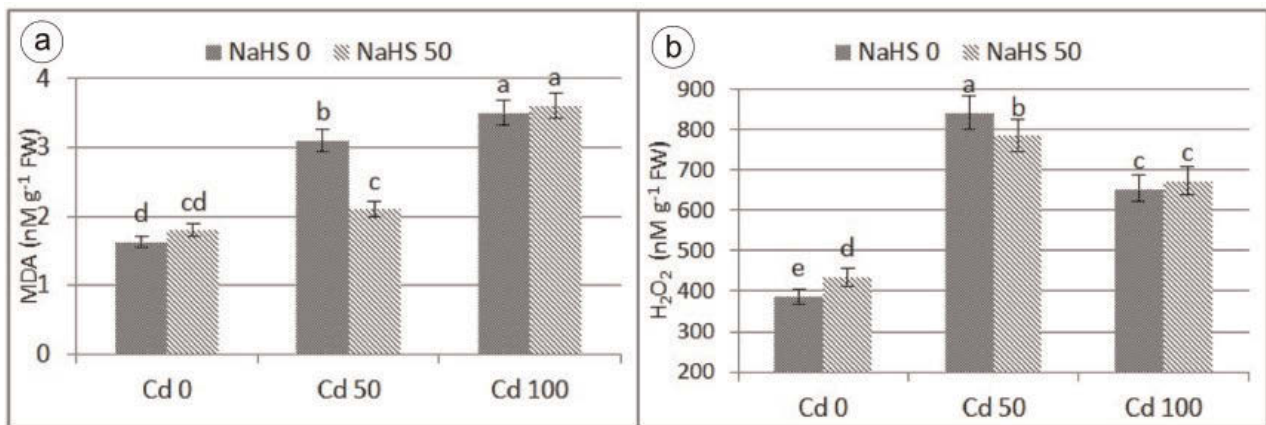 a
NaHS 0 NaHS 50
MDA (nM g⁻¹ FW)
4
3
2
1
0
d cd b c a a
Cd 0 Cd 50 Cd 100
b
NaHS 0 NaHS 50
H₂O₂ (nM g⁻¹ FW)
900
800
700
600
500
400
300
200
e d a b c c
Cd 0 Cd 50 Cd 100